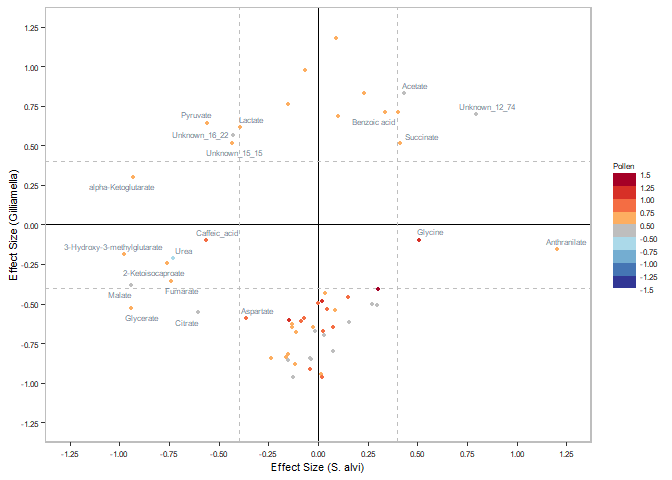 1.25
1.00
0.75
0.50
0.25
0.00
-0.25
-0.50
-0.75
-1.00
-1.25
Effect Size (Gilliamella)
Acetate
Unknown_12_74
Pyruvate
Lactate
Benzoic acid
Unknown_16_22
Succinate
Unknown_15_15
alpha-Ketoglutarate
Caffeic_acid
Glycine
3-Hydroxy-3-methylglutarate
Urea
Anthranilate
2-Ketoisocaproate
Malate
Fumarate
Glycerate
Citrate
Aspartate
-1.25
-1.00
-0.75
-0.50
-0.25
0.00
0.25
0.50
0.75
1.00
1.25
Effect Size (S. alvi)
Pollen
1.5
1.25
1.00
0.75
0.50
-0.50
-0.75
-1.00
-1.25
-1.5